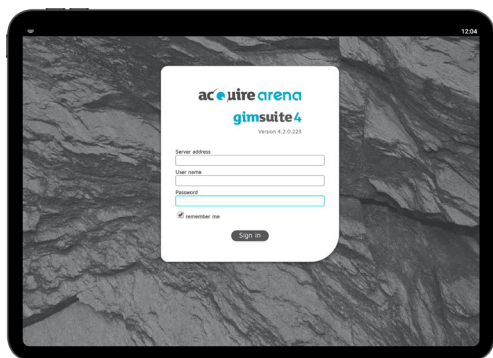 12:04
acQuire arena
gimsuite 4
Version 4.2.0.225
Server address
User name
Password
remember me
Sign in